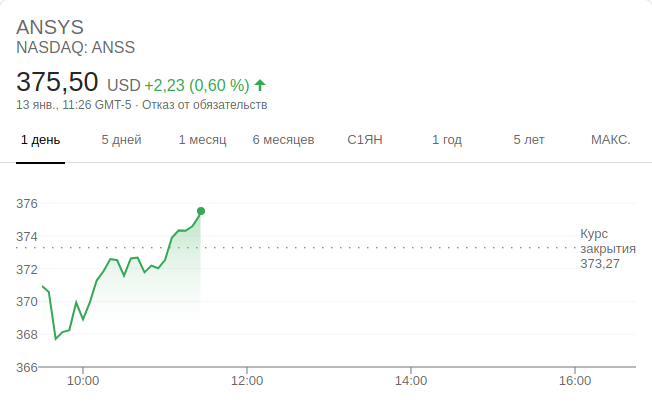 ANSYS
NASDAQ: ANSS
375,50 USD +2,23 (0,60 %)
13 янв., 11:26 GMT-5 · Отказ от обязательств
1 день 5 дней 1 месяц 6 месяцев С1ЯН 1 год 5 лет МАКС.
376
374
372
370
368
366
Курс
закрытия
373,27
10:00 12:00 14:00 16:00